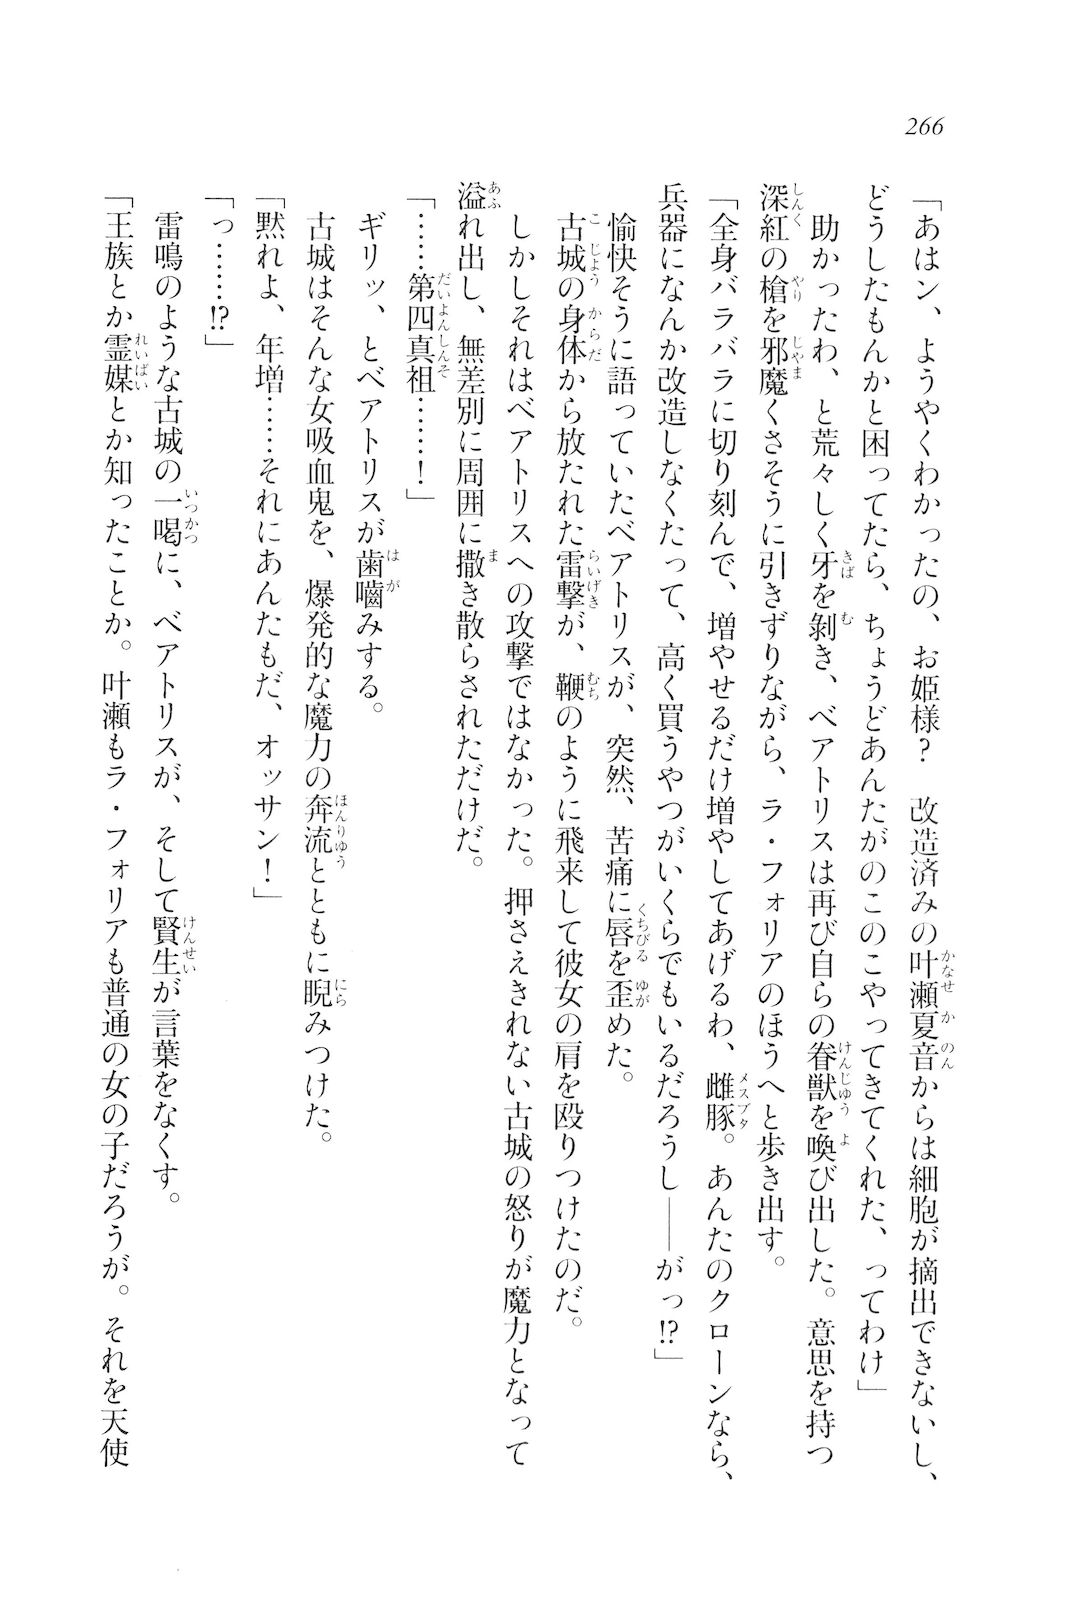 266
「あはン、ようやくわかったの、お姫様？　改造済みの叶瀬夏音からは細胞が摘出できないし、
どうしたもんかと困ってたら、ちょうどあんたがのこのこやってきてくれた、ってわけ」
　助かったわ、と荒々しく牙を剝き、ベアトリスは再び自らの眷獣を喚び出した。意思を持つ
深紅の槍を邪魔くさそうに引きずりながら、ラ・フォリアのほうへと歩き出す。
「全身バラバラに切り刻んで、増やせるだけ増やしてあげるわ、雌豚。あんたのクローンなら、
兵器になんか改造しなくたって、高く買うやつがいくらでもいるだろうし――がっ!?」
　愉快そうに語っていたベアトリスが、突然、苦痛に唇を歪めた。
　古城の身体から放たれた雷撃が、鞭のように飛来して彼女の肩を殴りつけたのだ。
　しかしそれはベアトリスへの攻撃ではなかった。押さえきれない古城の怒りが魔力となって
溢れ出し、無差別に周囲に撒き散らされただけだ。
「……第四真祖……！」
　ギリッ、とベアトリスが歯嚙みする。
　古城はそんな女吸血鬼を、爆発的な魔力の奔流とともに睨みつけた。
「黙れよ、年増……それにあんたもだ、オッサン！」
「っ……!?」
　雷鳴のような古城の一喝に、ベアトリスが、そして賢生が言葉をなくす。
「王族とか霊媒とか知ったことか。叶瀬もラ・フォリアも普通の女の子だろうが。それを天使